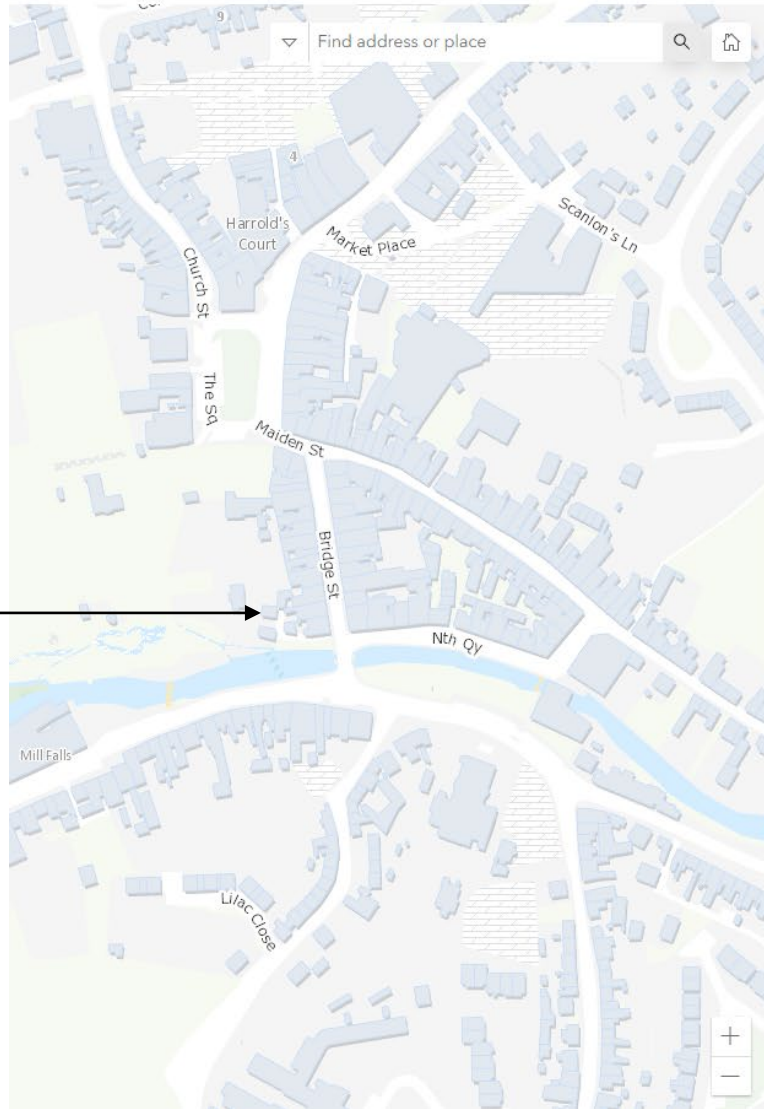 9
Find address or place
4
Harrold's
Court
Market Place
Scanlon's Ln
Church St
The Sq
Maiden St
Bridge St
Nth Qy
Mill Falls
Lilac Close
+
−